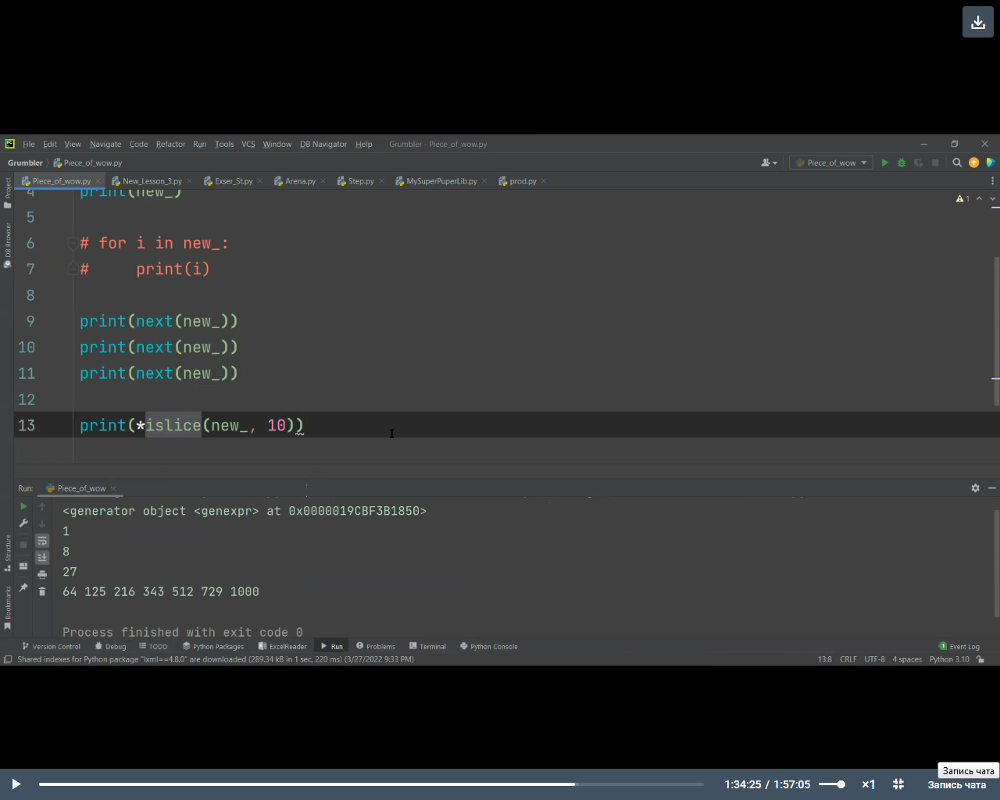 File Edit View Navigate Code Refactor Run Tools VCS Window DB Navigator Help Grumbler - Piece_of_wow.py
Grumbler Piece_of_wow.py Piece_of_wow
Piece_of_wow.py New_Lesson_3.py Exser_St.py Arena.py Step.py MySuperPuperLib.py prod.py
Project
DB Browser
Structure
Bookmarks
1
4 print(new_)
5
6 # for i in new_:
7 #     print(i)
8
9 print(next(new_))
10 print(next(new_))
11 print(next(new_))
12
13 print(*islice(new_, 10))
Run: Piece_of_wow
<generator object <genexpr> at 0x0000019CBF3B1850>
1
8
27
64 125 216 343 512 729 1000
Process finished with exit code 0
Version Control Debug TODO Python Packages ExcelReader Run Problems Terminal Python Console 1 Event Log
Shared indexes for Python package "lxml==4.8.0" are downloaded (289.34 kB in 1 sec, 220 ms) (3/27/2022 9:33 PM) 13:8 CRLF UTF-8 4 spaces Python 3.10
Запись чата
1:34:25 / 1:57:05 ×1 Запись чата